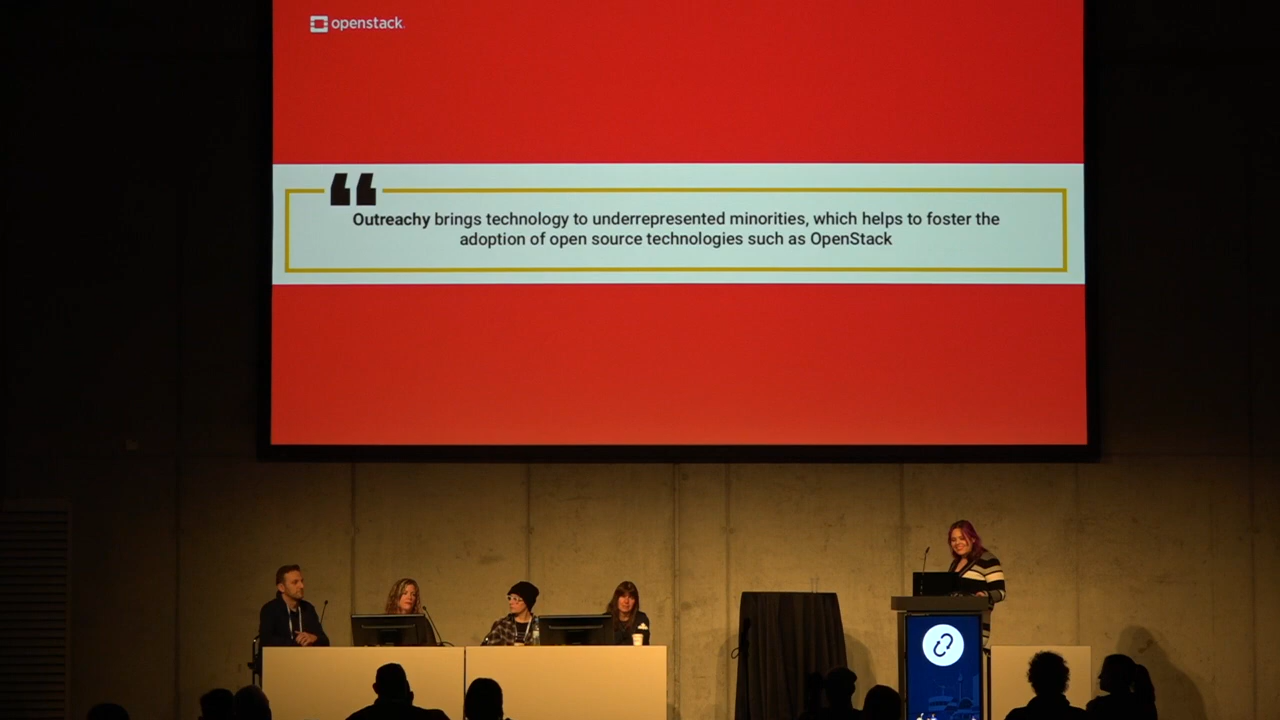 openstack.
Outreachy brings technology to underrepresented minorities, which helps to foster the
adoption of open source technologies such as OpenStack